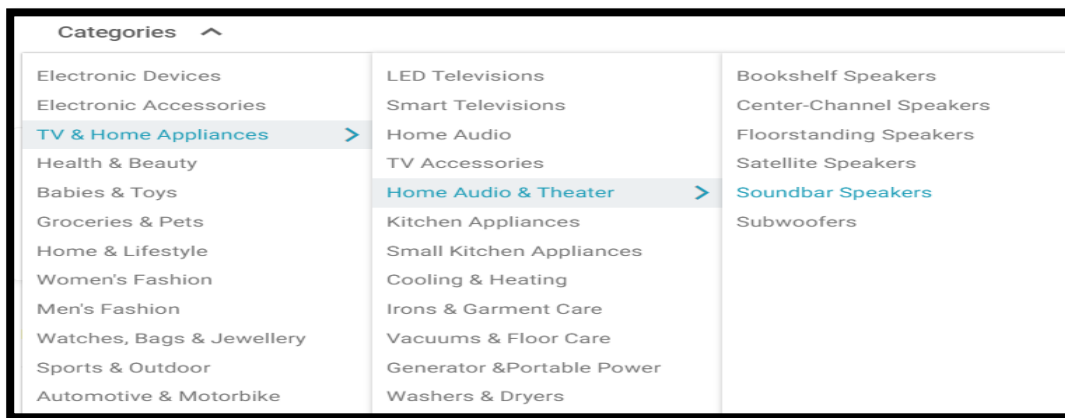 Categories
Electronic Devices
Electronic Accessories
TV & Home Appliances
Health & Beauty
Babies & Toys
Groceries & Pets
Home & Lifestyle
Women's Fashion
Men's Fashion
Watches, Bags & Jewellery
Sports & Outdoor
Automotive & Motorbike
LED Televisions
Smart Televisions
Home Audio
TV Accessories
Home Audio & Theater
Kitchen Appliances
Small Kitchen Appliances
Cooling & Heating
Irons & Garment Care
Vacuums & Floor Care
Generator &Portable Power
Washers & Dryers
Bookshelf Speakers
Center-Channel Speakers
Floorstanding Speakers
Satellite Speakers
Soundbar Speakers
Subwoofers